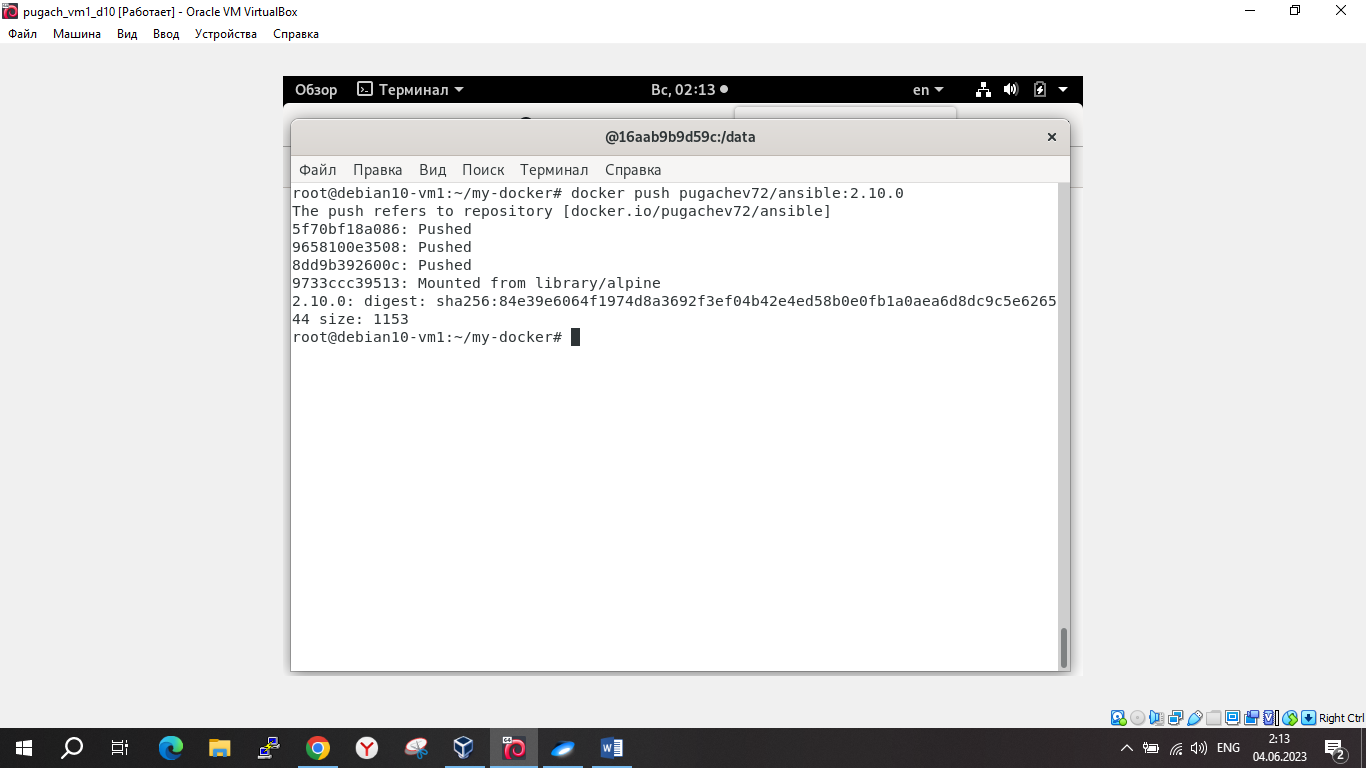 pugach_vm1_d10 [Работает] - Oracle VM VirtualBox
Файл Машина Вид Ввод Устройства Справка
Обзор Терминал Вс, 02:13 en
@16aab9b9d59c:/data
Файл Правка Вид Поиск Терминал Справка
root@debian10-vm1:~/my-docker# docker push pugachev72/ansible:2.10.0
The push refers to repository [docker.io/pugachev72/ansible]
5f70bf18a086: Pushed
9658100e3508: Pushed
8dd9b392600c: Pushed
9733ccc39513: Mounted from library/alpine
2.10.0: digest: sha256:84e39e6064f1974d8a3692f3ef04b42e4ed58b0e0fb1a0aea6d8dc9c5e6265
44 size: 1153
root@debian10-vm1:~/my-docker#
Right Ctrl
ENG 2:13
04.06.2023 2